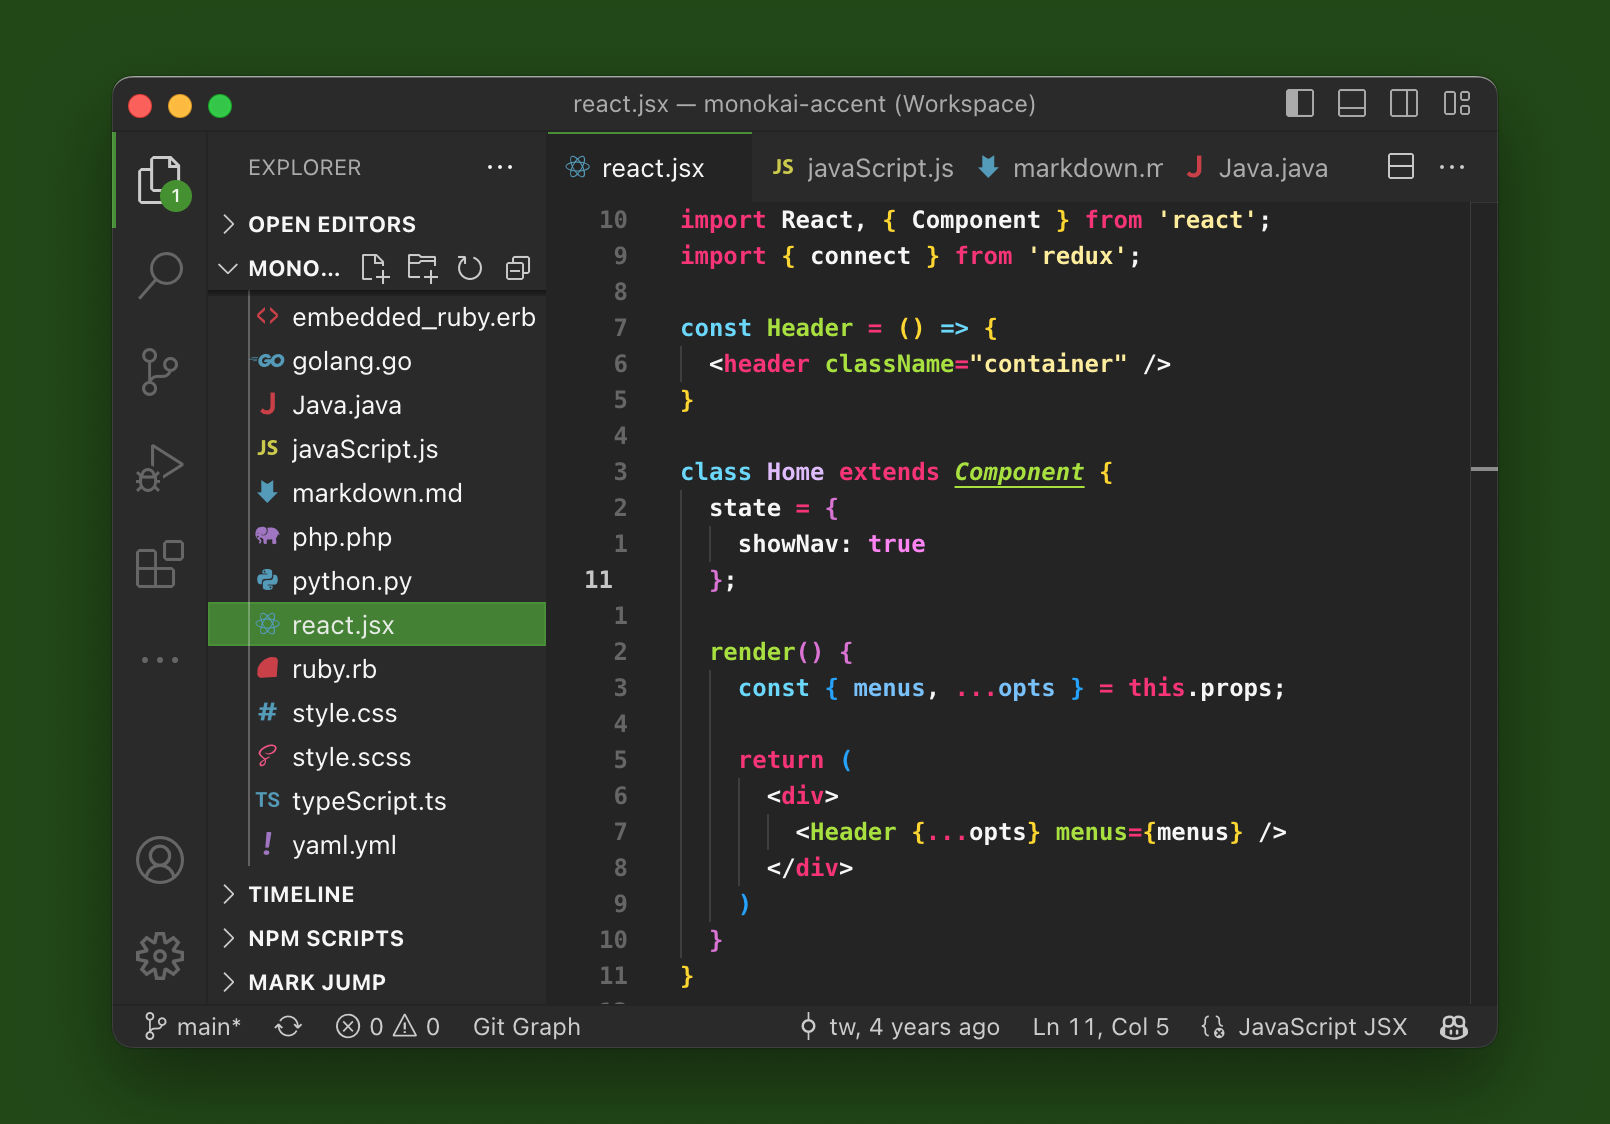 react.jsx — monokai-accent (Workspace)
EXPLORER
1
OPEN EDITORS
MONO...
embedded_ruby.erb
GO golang.go
J Java.java
JS javaScript.js
markdown.md
php.php
python.py
react.jsx
ruby.rb
# style.css
style.scss
TS typeScript.ts
! yaml.yml
TIMELINE
NPM SCRIPTS
MARK JUMP
react.jsx JS javaScript.js markdown.m J Java.java
10 import React, { Component } from 'react';
9 import { connect } from 'redux';
8
7 const Header = () => {
6 <header className="container" />
5 }
4
3 class Home extends Component {
2 state = {
1 showNav: true
11 };
1
2 render() {
3 const { menus, ...opts } = this.props;
4
5 return (
6 <div>
7 <Header {...opts} menus={menus} />
8 </div>
9 )
10 }
11 }
main* 0 0 Git Graph tw, 4 years ago Ln 11, Col 5 JavaScript JSX